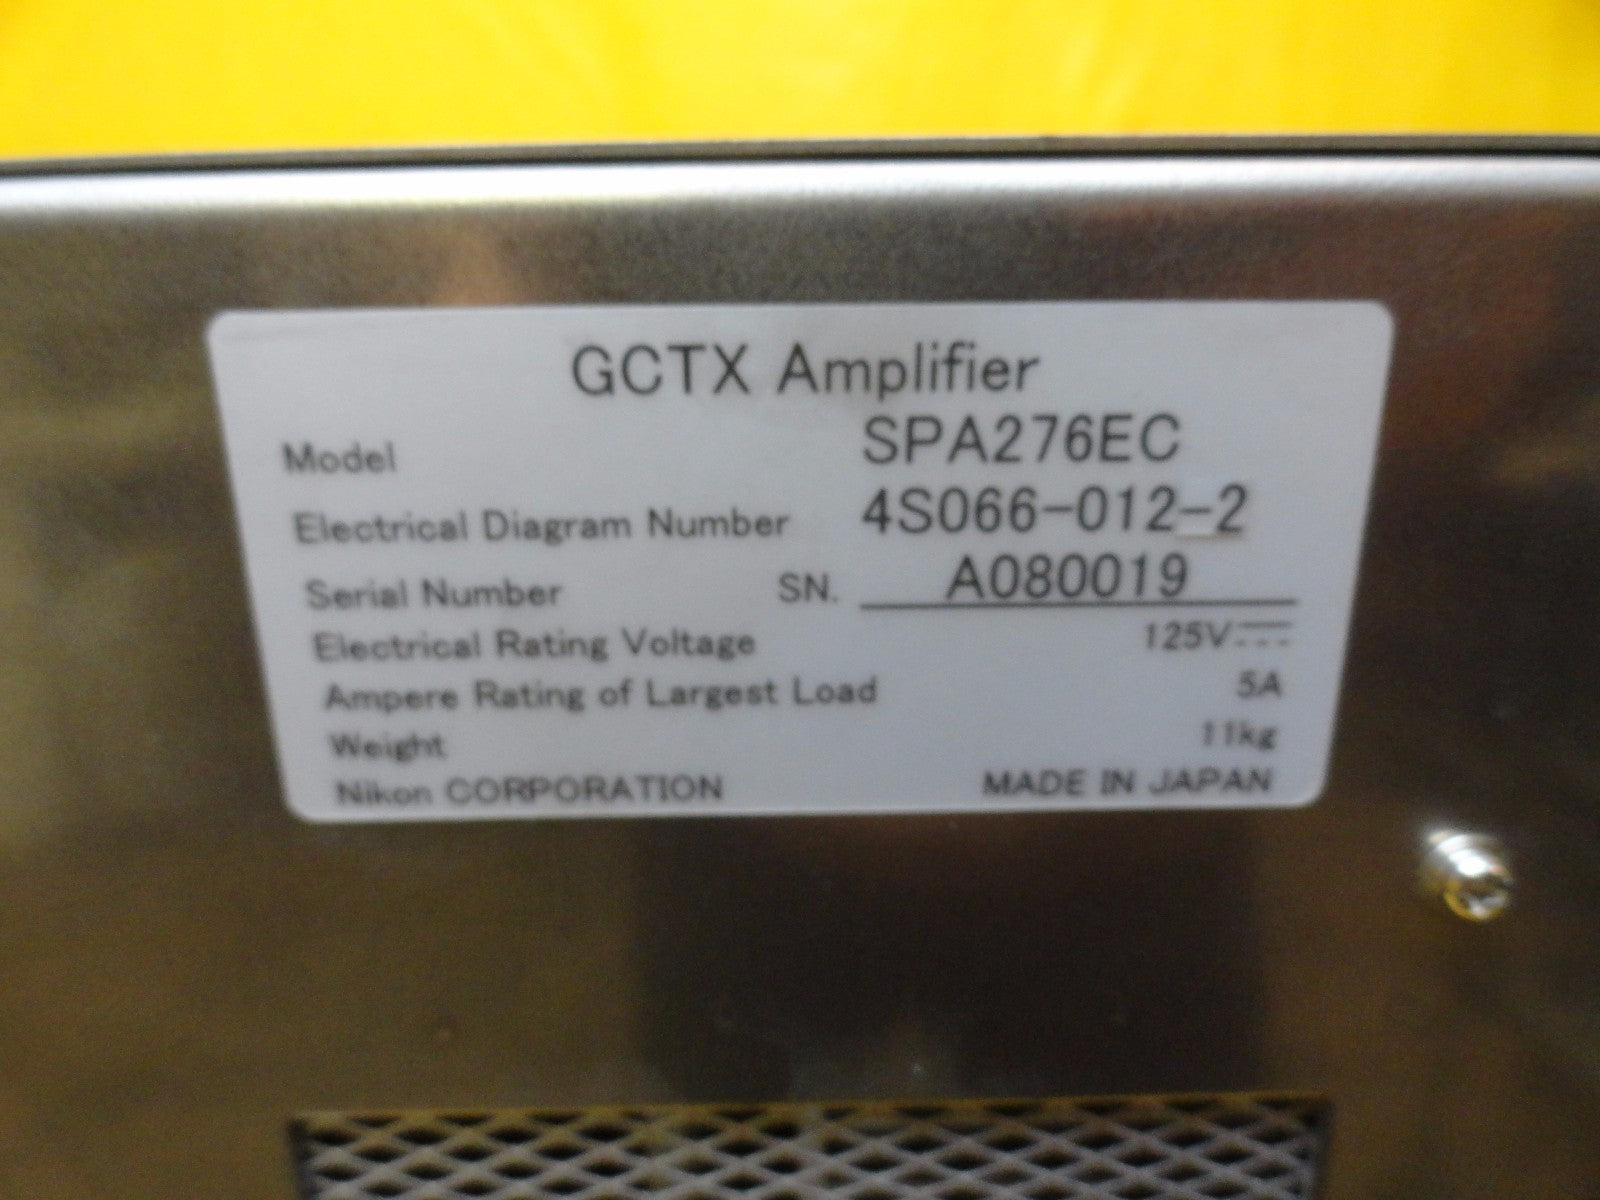 GCTX Amplifier
Model SPA276EC
Electrical Diagram Number 4S066-012-2
Serial Number SN. A080019
Electrical Rating Voltage 125V⎓
Ampere Rating of Largest Load 5A
Weight 11kg
Nikon CORPORATION MADE IN JAPAN